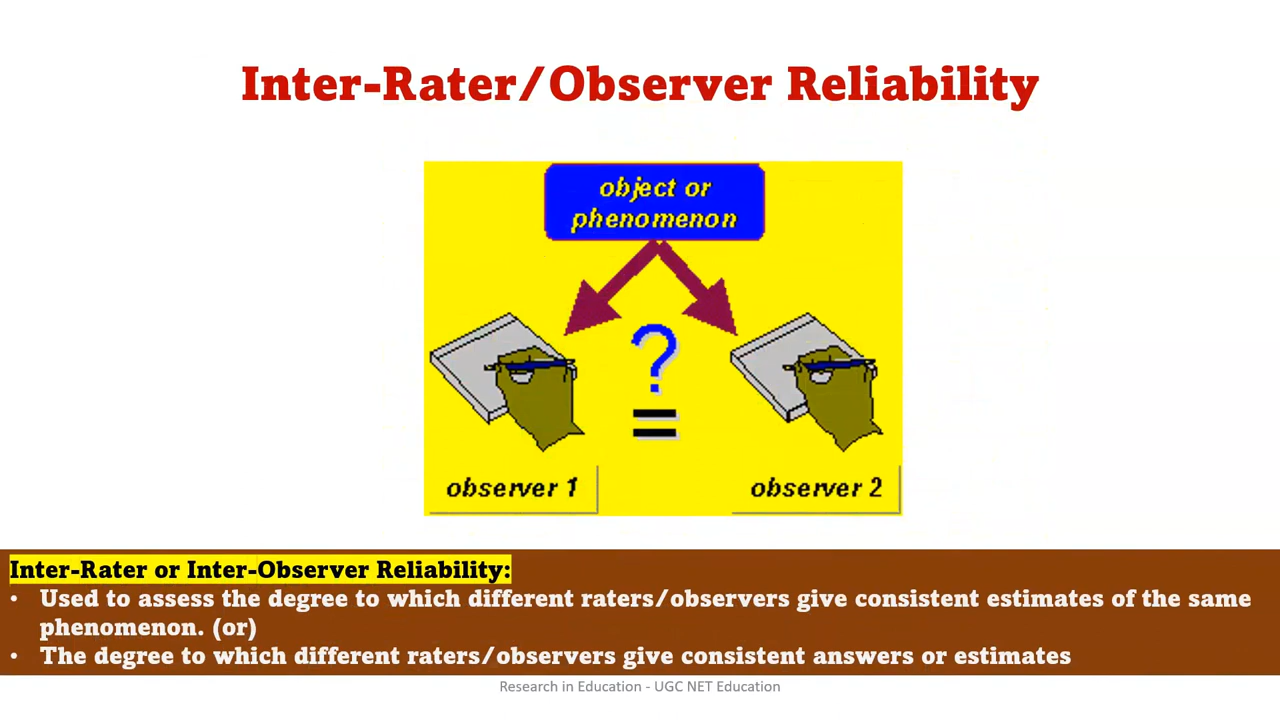 Inter-Rater/Observer Reliability
object or
phenomenon
?
=
observer 1
observer 2
Inter-Rater or Inter-Observer Reliability:
• Used to assess the degree to which different raters/observers give consistent estimates of the same
phenomenon. (or)
• The degree to which different raters/observers give consistent answers or estimates
Research in Education - UGC NET Education